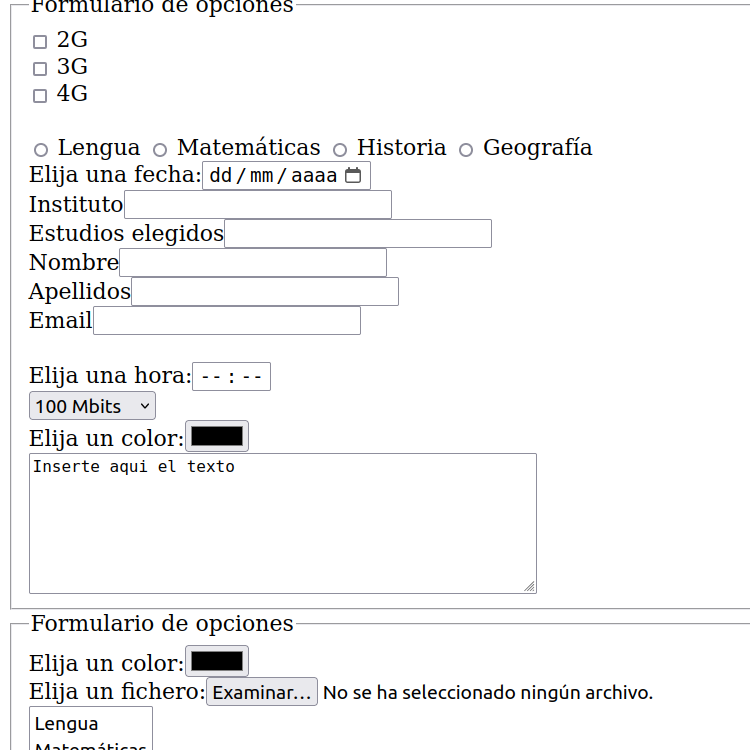 Formulario de opciones
2G
3G
4G
Lengua Matemáticas Historia Geografía
Elija una fecha: dd/mm/aaaa
Instituto
Estudios elegidos
Nombre
Apellidos
Email
Elija una hora: --:--
100 Mbits
Elija un color:
Inserte aqui el texto
Formulario de opciones
Elija un color:
Elija un fichero: Examinar... No se ha seleccionado ningún archivo.
Lengua
Matemáticas